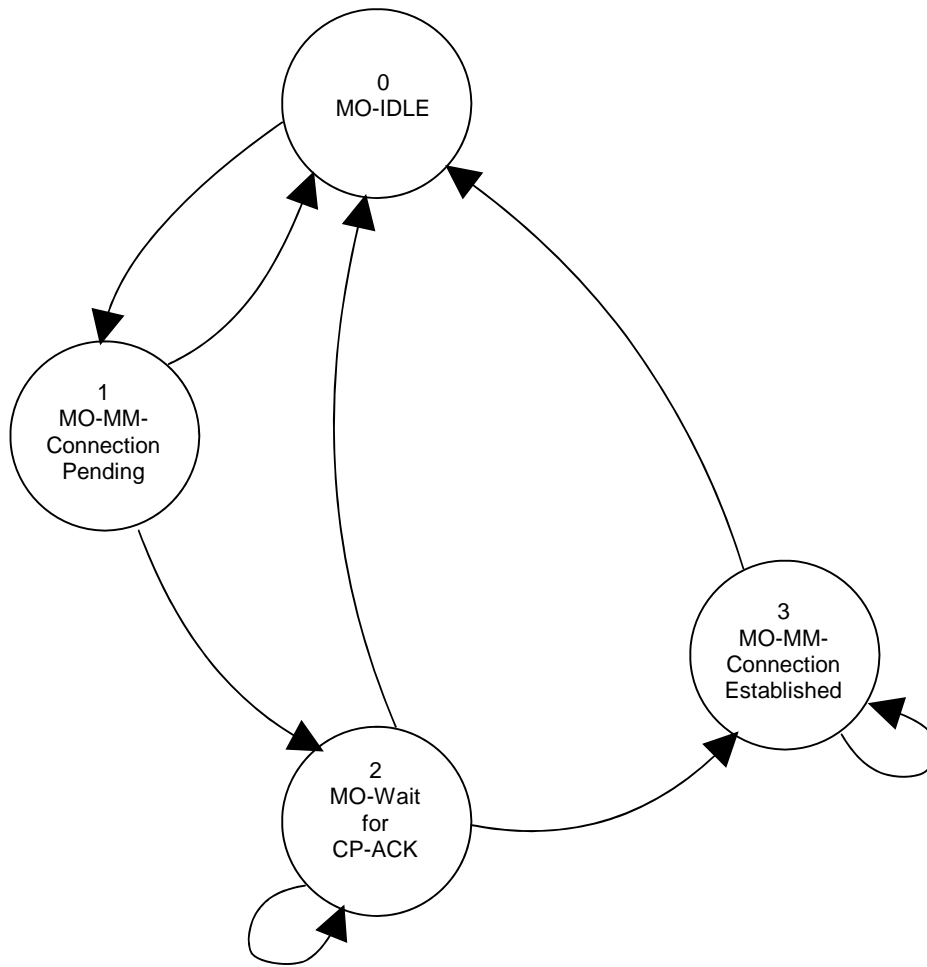 0
MO-IDLE
1
MO-MM-
Connection
Pending
3
MO-MM-
Connection
Established
2
MO-Wait
for
CP-ACK